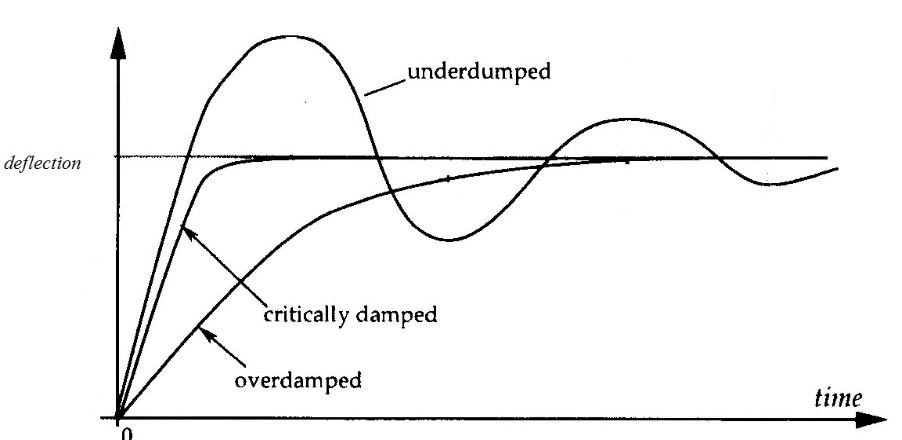 underdumped
deflection
critically damped
overdamped
time
0